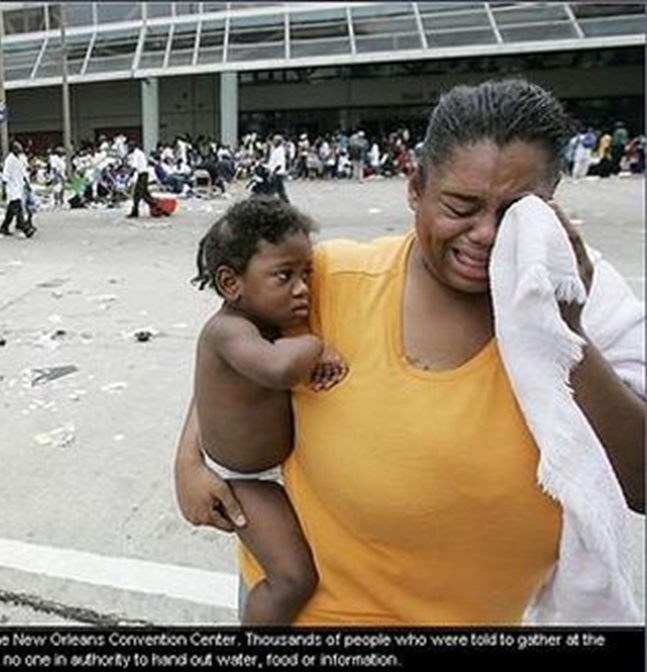 e New Orleans Convention Center. Thousands of people who were told to gather at the
no one in authority to hand out water, food or information.